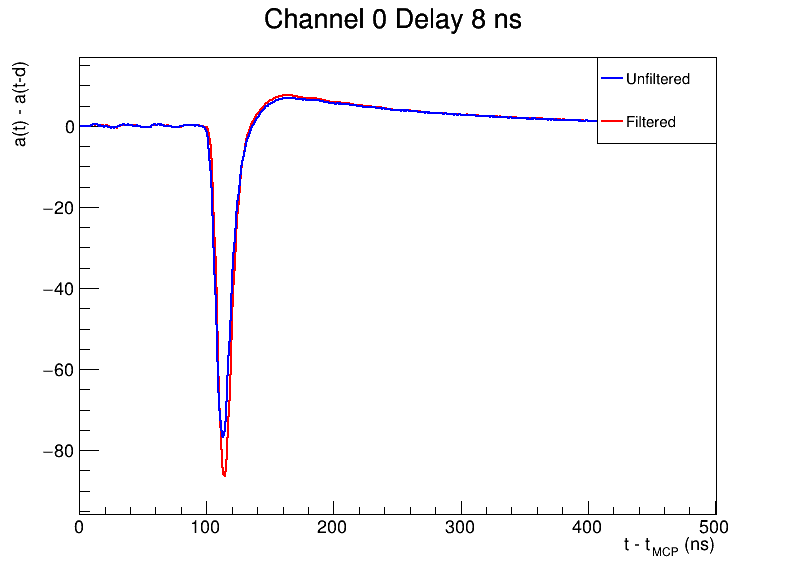 Channel 0 Delay 8 ns
a(t) - a(t-d)
Unfiltered
Filtered
0
−20
−40
−60
−80
0 100 200 300 400 500
t - tMCP (ns)